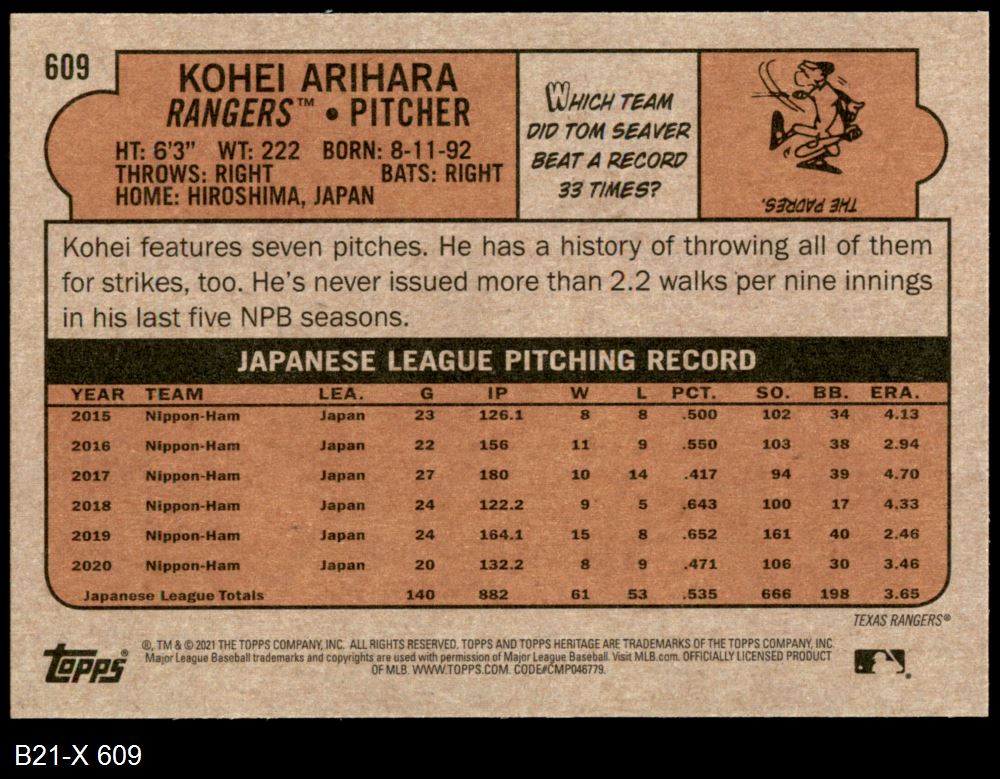 609
KOHEI ARIHARA
RANGERS™ • PITCHER
HT: 6'3" WT: 222 BORN: 8-11-92
THROWS: RIGHT BATS: RIGHT
HOME: HIROSHIMA, JAPAN
WHICH TEAM
DID TOM SEAVER
BEAT A RECORD
33 TIMES?
THE PADRES.
Kohei features seven pitches. He has a history of throwing all of them
for strikes, too. He's never issued more than 2.2 walks per nine innings
in his last five NPB seasons.
JAPANESE LEAGUE PITCHING RECORD
YEAR TEAM LEA. G IP W L PCT. SO. BB. ERA.
2015 Nippon-Ham Japan 23 126.1 8 8 .500 102 34 4.13
2016 Nippon-Ham Japan 22 156 11 9 .550 103 38 2.94
2017 Nippon-Ham Japan 27 180 10 14 .417 94 39 4.70
2018 Nippon-Ham Japan 24 122.2 9 5 .643 100 17 4.33
2019 Nippon-Ham Japan 24 164.1 15 8 .652 161 40 2.46
2020 Nippon-Ham Japan 20 132.2 8 9 .471 106 30 3.46
Japanese League Totals 140 882 61 53 .535 666 198 3.65
TEXAS RANGERS®
topps®
®, TM & © 2021 THE TOPPS COMPANY, INC. ALL RIGHTS RESERVED. TOPPS AND TOPPS HERITAGE ARE TRADEMARKS OF THE TOPPS COMPANY, INC.
Major League Baseball trademarks and copyrights are used with permission of Major League Baseball. Visit MLB.com. OFFICIALLY LICENSED PRODUCT
OF MLB. WWW.TOPPS.COM. CODE#CMP046779.
B21-X 609